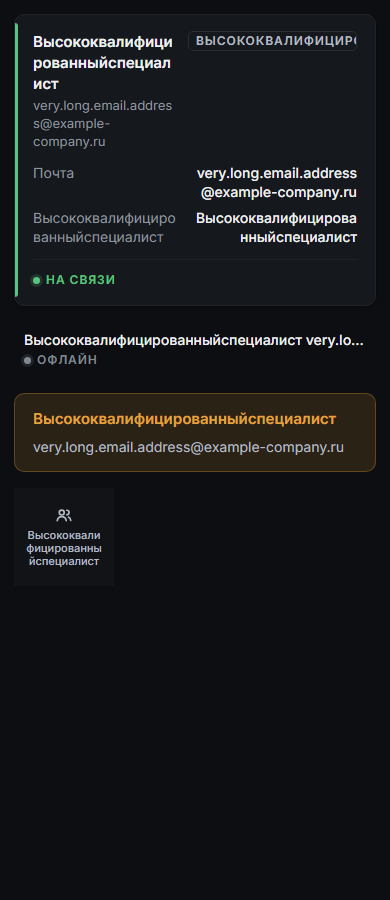 Высококвалифици
рованныйспециал
ист
ВЫСОКОКВАЛИФИЦИРО
very.long.email.addres
s@example-
company.ru
Почта
very.long.email.address
@example-company.ru
Высококвалифициро
ванныйспециалист
Высококвалифицирова
нныйспециалист
НА СВЯЗИ
Высококвалифицированныйспециалист very.lo...
ОФЛАЙН
Высококвалифицированныйспециалист
very.long.email.address@example-company.ru
Высококвали
фицированны
йспециалист